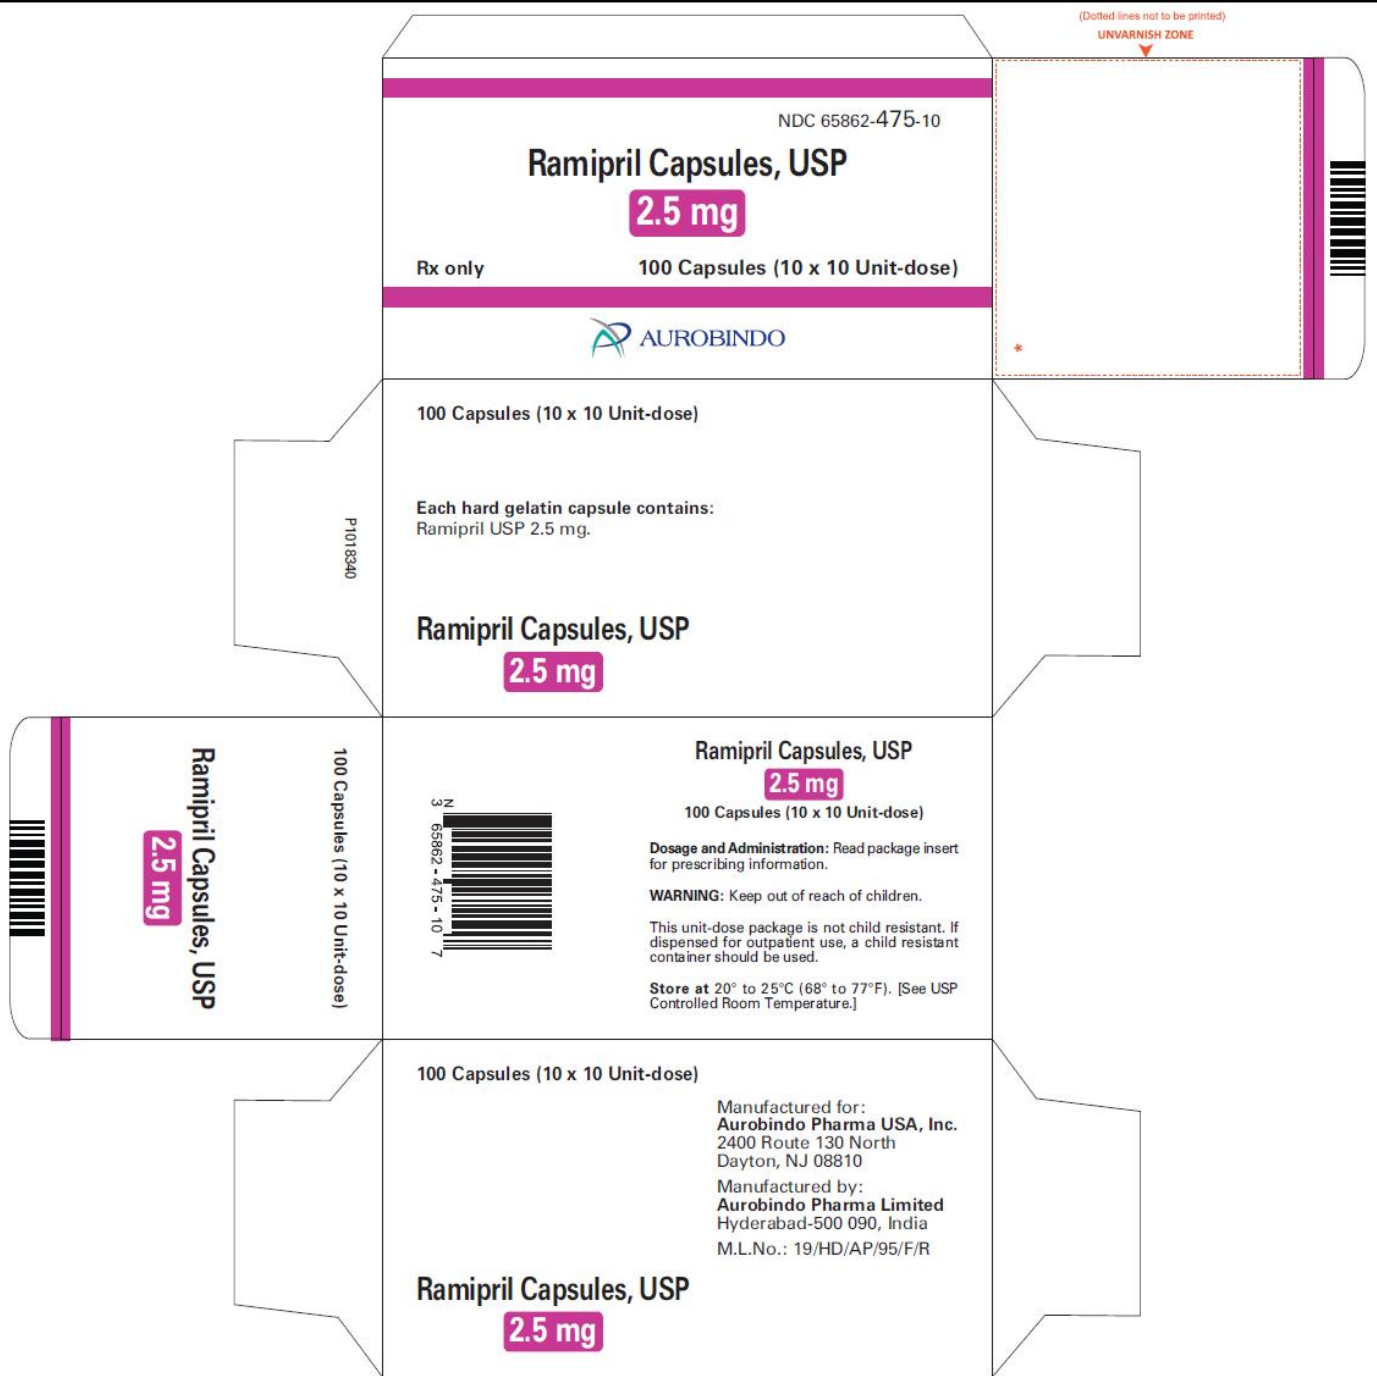 (Dotted lines not to be printed)
UNVARNISH ZONE
NDC 65862-475-10
Ramipril Capsules, USP
2.5 mg
Rx only
100 Capsules (10 x 10 Unit-dose)
AUROBINDO
*
100 Capsules (10 x 10 Unit-dose)
Each hard gelatin capsule contains:
Ramipril USP 2.5 mg.
P1018340
Ramipril Capsules, USP
2.5 mg
100 Capsules (10 x 10 Unit-dose)
Ramipril Capsules, USP
2.5 mg
N
3 65862-475-10 7
Ramipril Capsules, USP
2.5 mg
100 Capsules (10 x 10 Unit-dose)
Dosage and Administration: Read package insert
for prescribing information.
WARNING: Keep out of reach of children.
This unit-dose package is not child resistant. If
dispensed for outpatient use, a child resistant
container should be used.
Store at 20° to 25°C (68° to 77°F). [See USP
Controlled Room Temperature.]
100 Capsules (10 x 10 Unit-dose)
Manufactured for:
Aurobindo Pharma USA, Inc.
2400 Route 130 North
Dayton, NJ 08810
Manufactured by:
Aurobindo Pharma Limited
Hyderabad-500 090, India
M.L.No.: 19/HD/AP/95/F/R
Ramipril Capsules, USP
2.5 mg